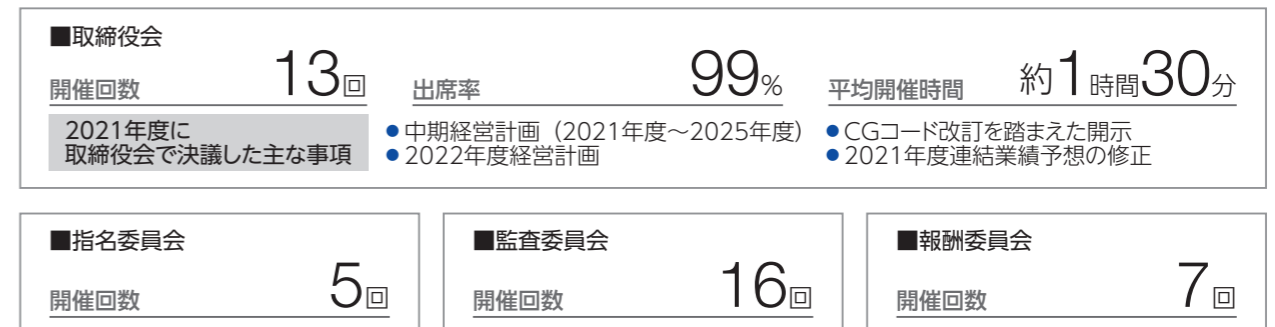 ■取締役会
開催回数 13回 出席率 99% 平均開催時間 約1時間30分
2021年度に
取締役会で決議した主な事項
●中期経営計画（2021年度～2025年度） ●CGコード改訂を踏まえた開示
●2022年度経営計画 ●2021年度連結業績予想の修正
■指名委員会 ■監査委員会 ■報酬委員会
開催回数 5回 開催回数 16回 開催回数 7回